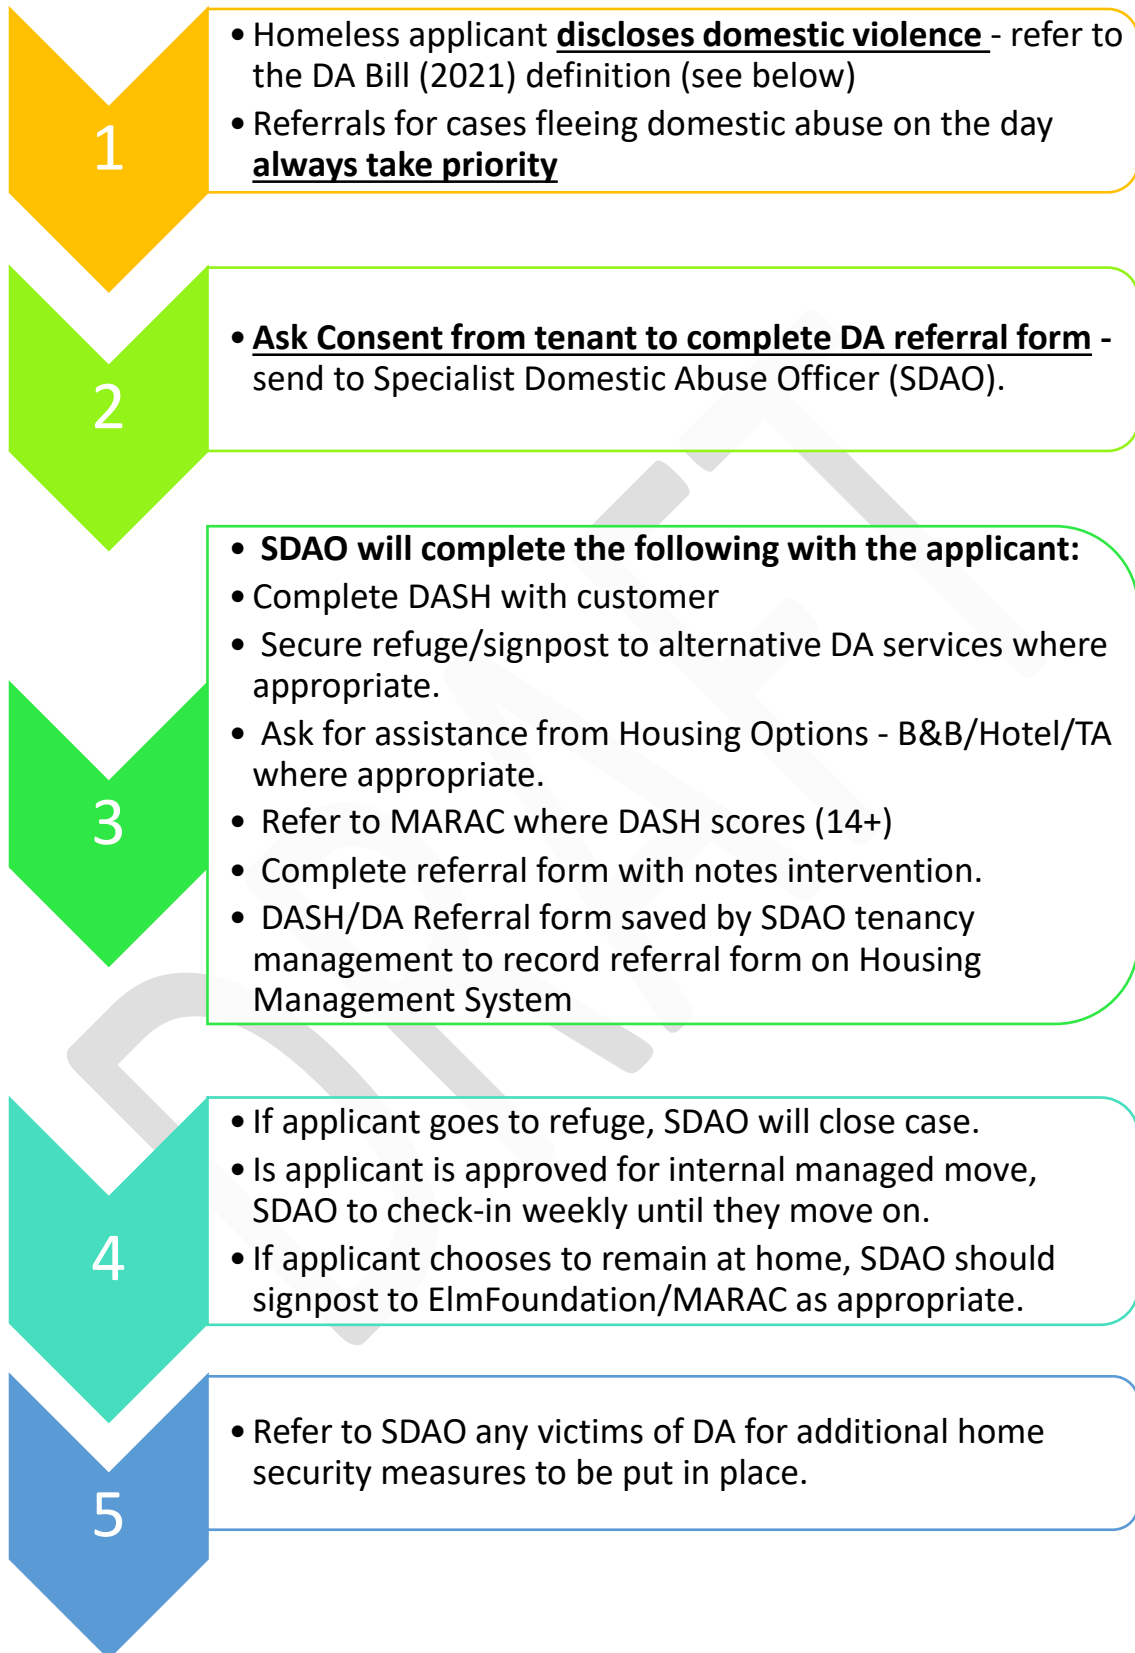 1
• Homeless applicant discloses domestic violence - refer to
the DA Bill (2021) definition (see below)
• Referrals for cases fleeing domestic abuse on the day
always take priority
2
• Ask Consent from tenant to complete DA referral form -
send to Specialist Domestic Abuse Officer (SDAO).
3
• SDAO will complete the following with the applicant:
• Complete DASH with customer
• Secure refuge/signpost to alternative DA services where
appropriate.
• Ask for assistance from Housing Options - B&B/Hotel/TA
where appropriate.
• Refer to MARAC where DASH scores (14+)
• Complete referral form with notes intervention.
• DASH/DA Referral form saved by SDAO tenancy
management to record referral form on Housing
Management System
4
• If applicant goes to refuge, SDAO will close case.
• Is applicant is approved for internal managed move,
SDAO to check-in weekly until they move on.
• If applicant chooses to remain at home, SDAO should
signpost to ElmFoundation/MARAC as appropriate.
5
• Refer to SDAO any victims of DA for additional home
security measures to be put in place.
DRAFT